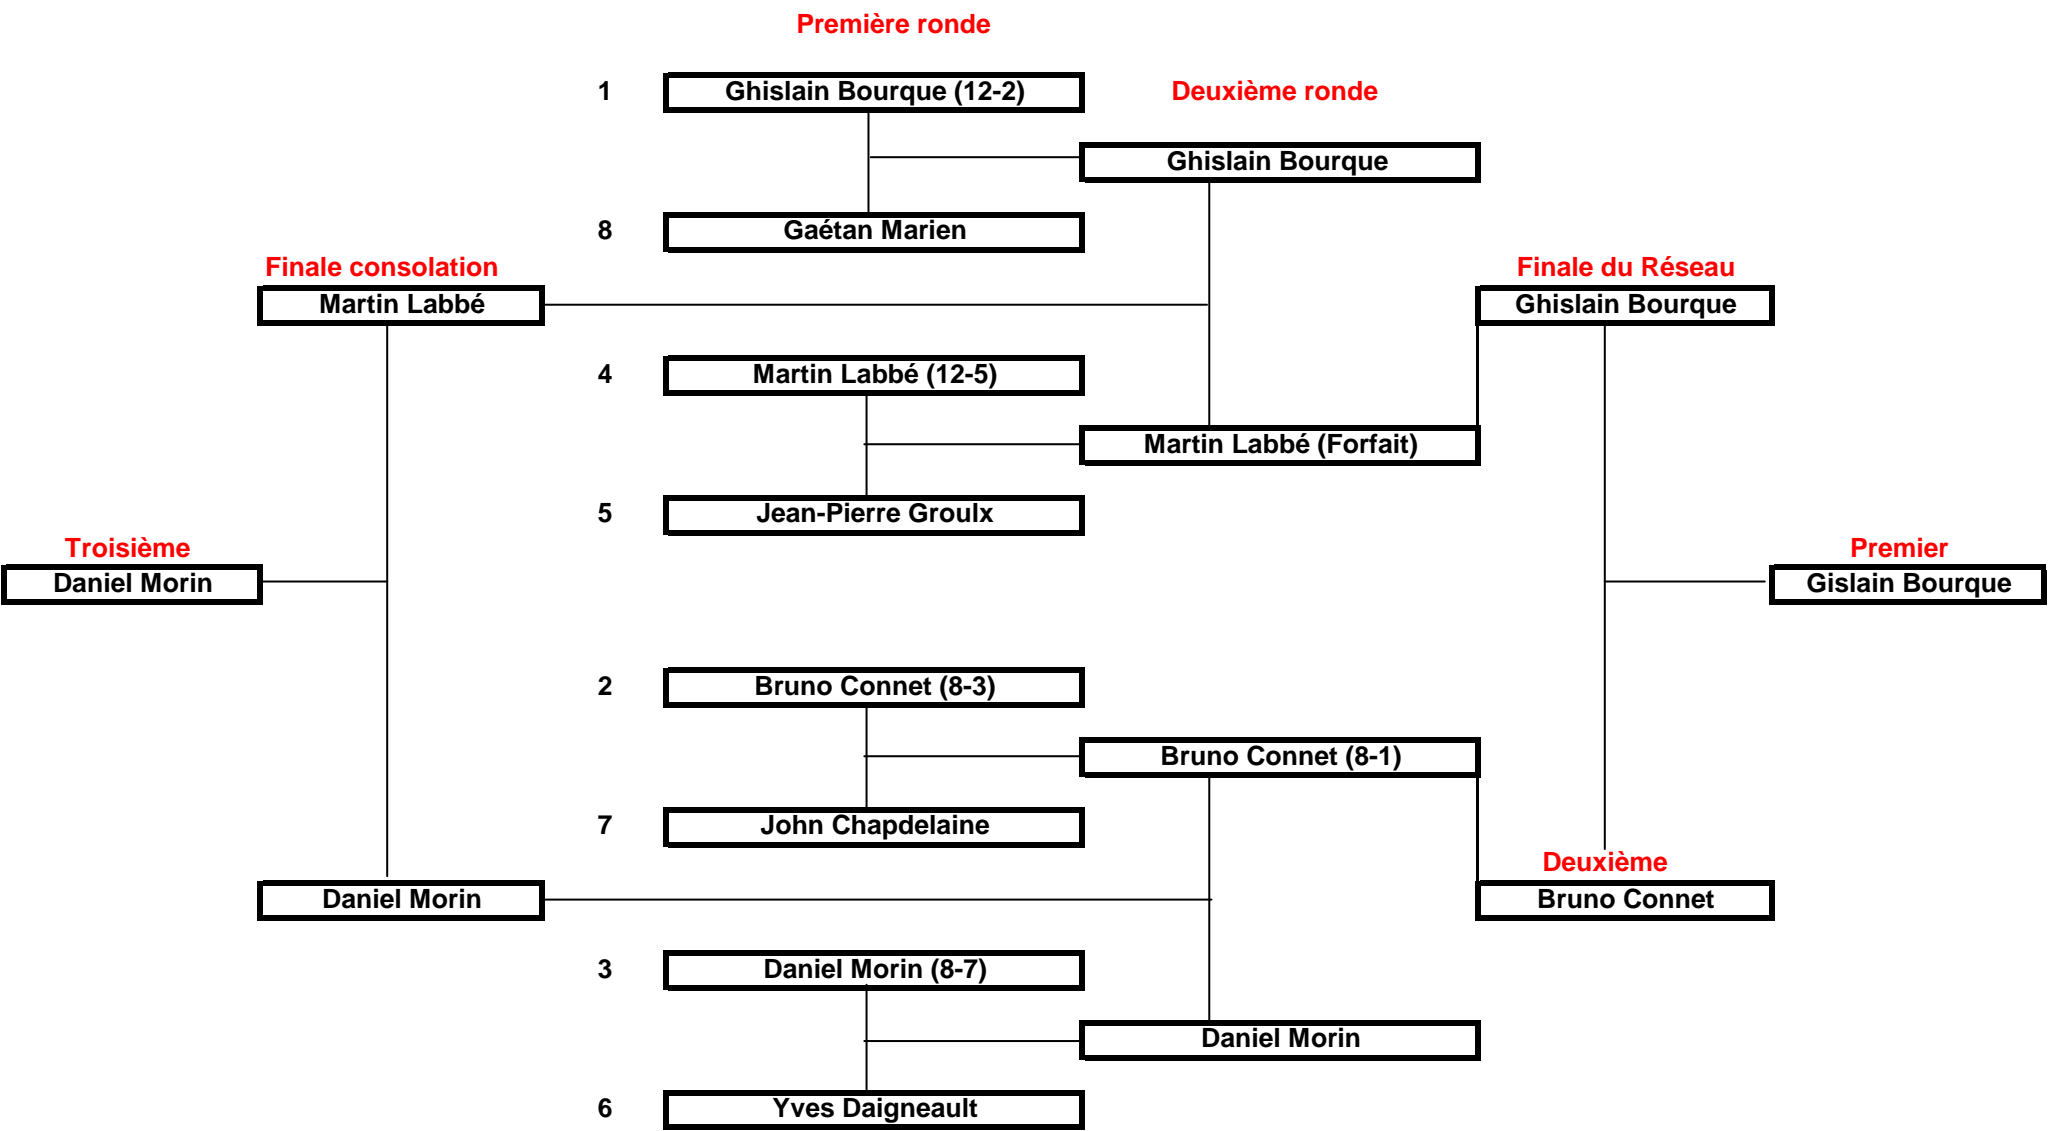 Première ronde
1
Ghislain Bourque (12-2)
Deuxième ronde
Ghislain Bourque
8
Gaétan Marien
Finale consolation
Finale du Réseau
Martin Labbé
Ghislain Bourque
4
Martin Labbé (12-5)
Martin Labbé (Forfait)
5
Jean-Pierre Groulx
Troisième
Premier
Daniel Morin
Gislain Bourque
2
Bruno Connet (8-3)
Bruno Connet (8-1)
7
John Chapdelaine
Deuxième
Daniel Morin
Bruno Connet
3
Daniel Morin (8-7)
Daniel Morin
6
Yves Daigneault